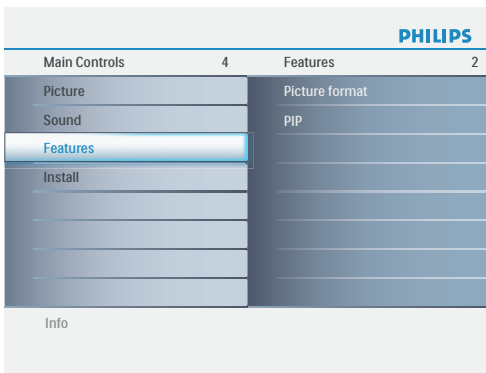 PHILIPS
Main Controls 4 Features 2
Picture Picture format
Sound PIP
Features
Install
Info